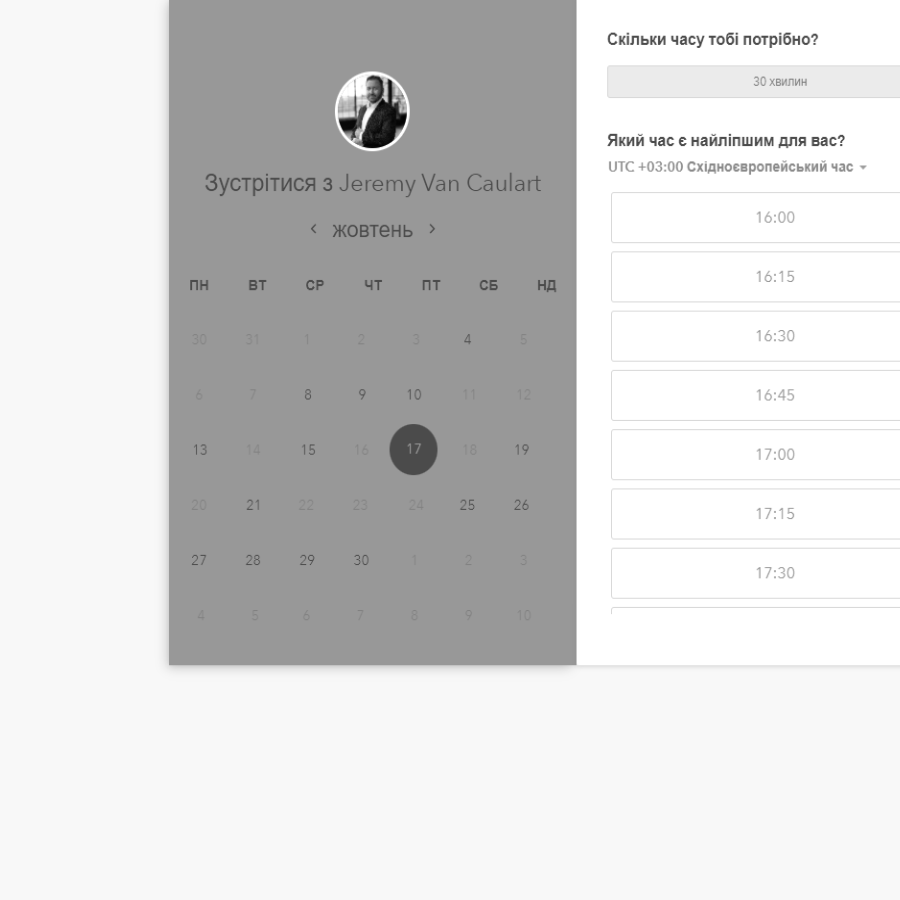 Зустрітися з Jeremy Van Caulart
жовтень
ПН ВТ СР ЧТ ПТ СБ НД
30 31 1 2 3 4 5
6 7 8 9 10 11 12
13 14 15 16 17 18 19
20 21 22 23 24 25 26
27 28 29 30 1 2 3
4 5 6 7 8 9 10
Скільки часу тобі потрібно?
30 хвилин
Який час є найліпшим для вас?
UTC +03:00 Східноєвропейський час
16:00
16:15
16:30
16:45
17:00
17:15
17:30